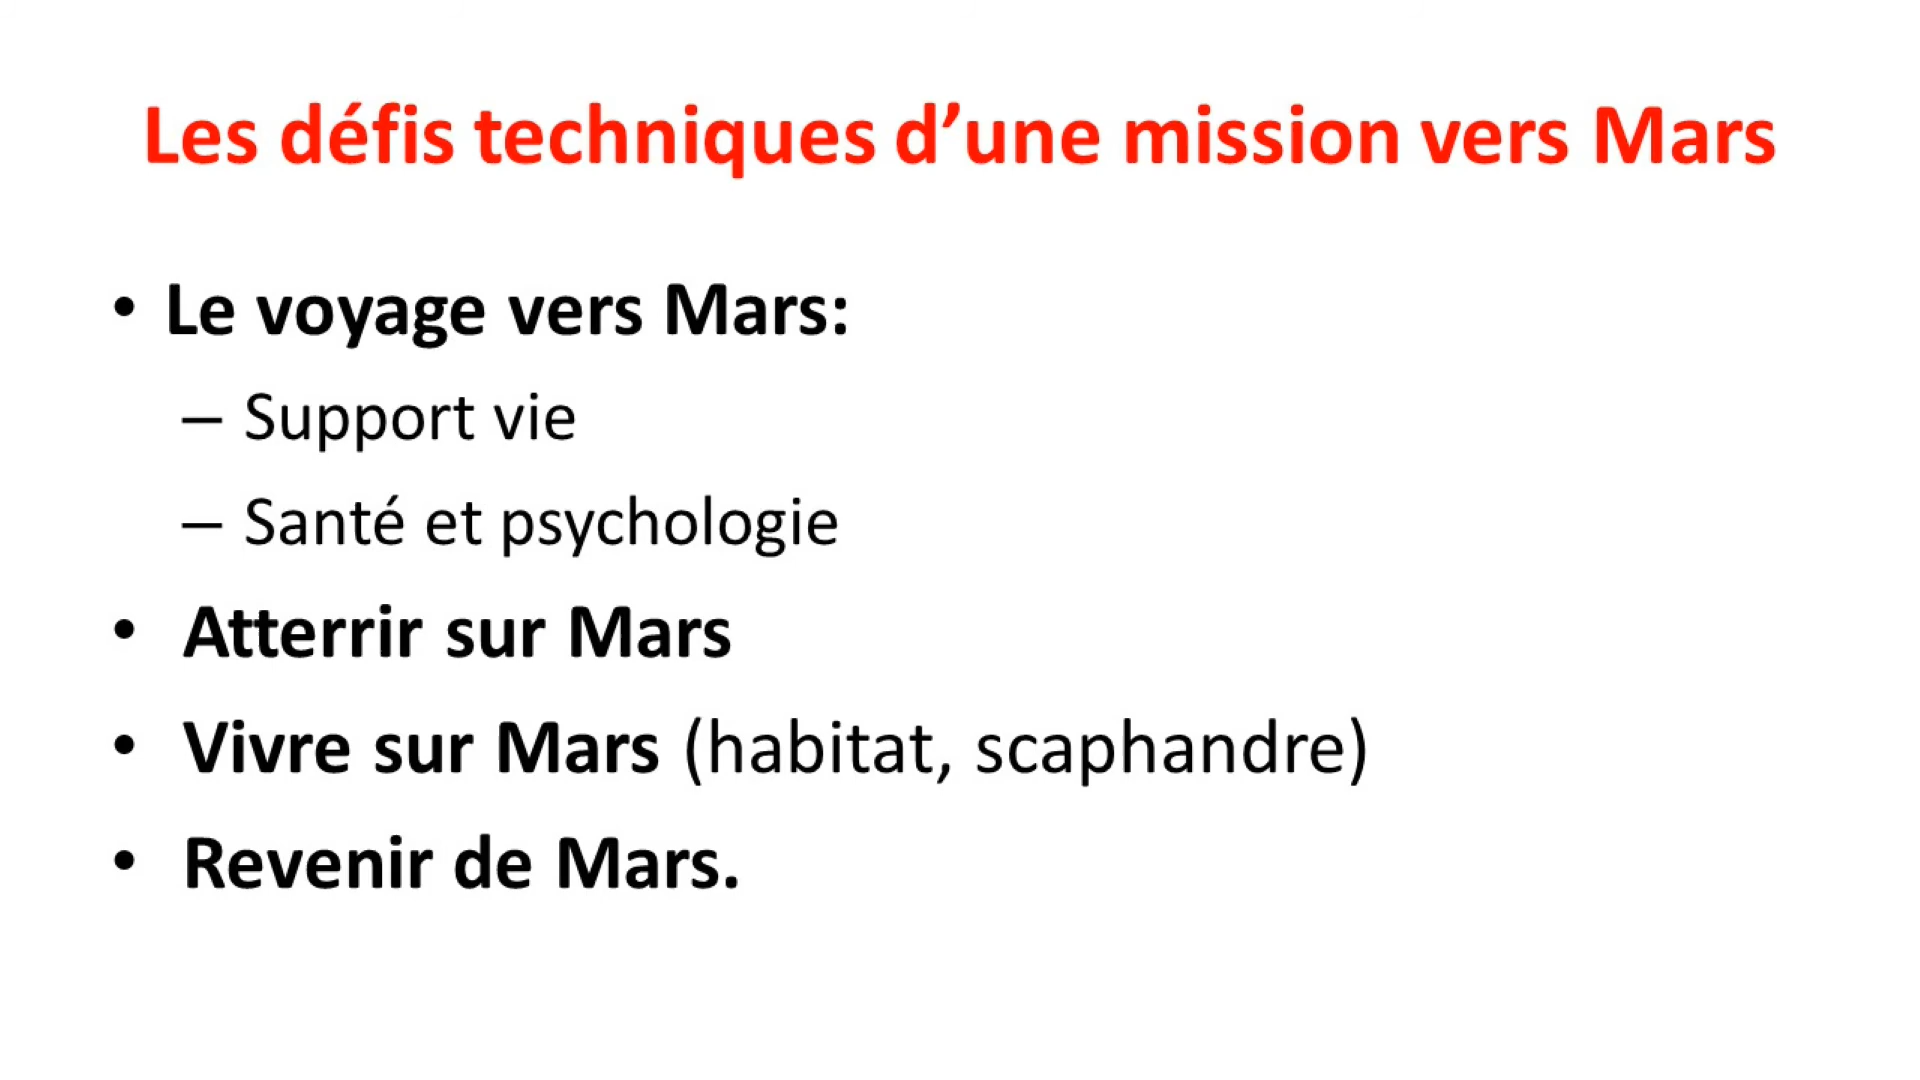 Les défis techniques d’une mission vers Mars
• Le voyage vers Mars:
– Support vie
– Santé et psychologie
• Atterrir sur Mars
• Vivre sur Mars (habitat, scaphandre)
• Revenir de Mars.